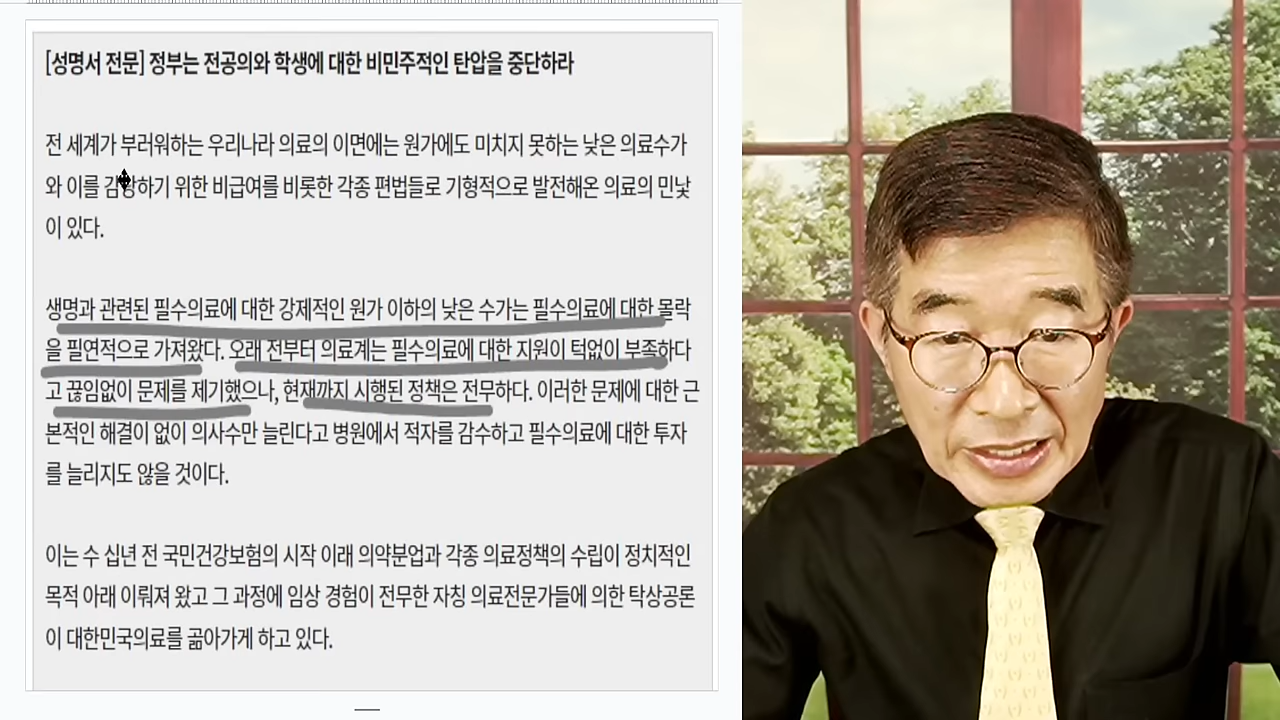 [성명서 전문] 정부는 전공의와 학생에 대한 비민주적인 탄압을 중단하라
전 세계가 부러워하는 우리나라 의료의 이면에는 원가에도 미치지 못하는 낮은 의료수가
와 이를 감당하기 위한 비급여를 비롯한 각종 편법들로 기형적으로 발전해온 의료의 민낯
이 있다.
생명과 관련된 필수의료에 대한 강제적인 원가 이하의 낮은 수가는 필수의료에 대한 몰락
을 필연적으로 가져왔다. 오래 전부터 의료계는 필수의료에 대한 지원이 턱없이 부족하다
고 끊임없이 문제를 제기했으나, 현재까지 시행된 정책은 전무하다. 이러한 문제에 대한 근
본적인 해결이 없이 의사수만 늘린다고 병원에서 적자를 감수하고 필수의료에 대한 투자
를 늘리지도 않을 것이다.
이는 수 십년 전 국민건강보험의 시작 이래 의약분업과 각종 의료정책의 수립이 정치적인
목적 아래 이뤄져 왔고 그 과정에 임상 경험이 전무한 자칭 의료전문가들에 의한 탁상공론
이 대한민국의료를 곪아가게 하고 있다.